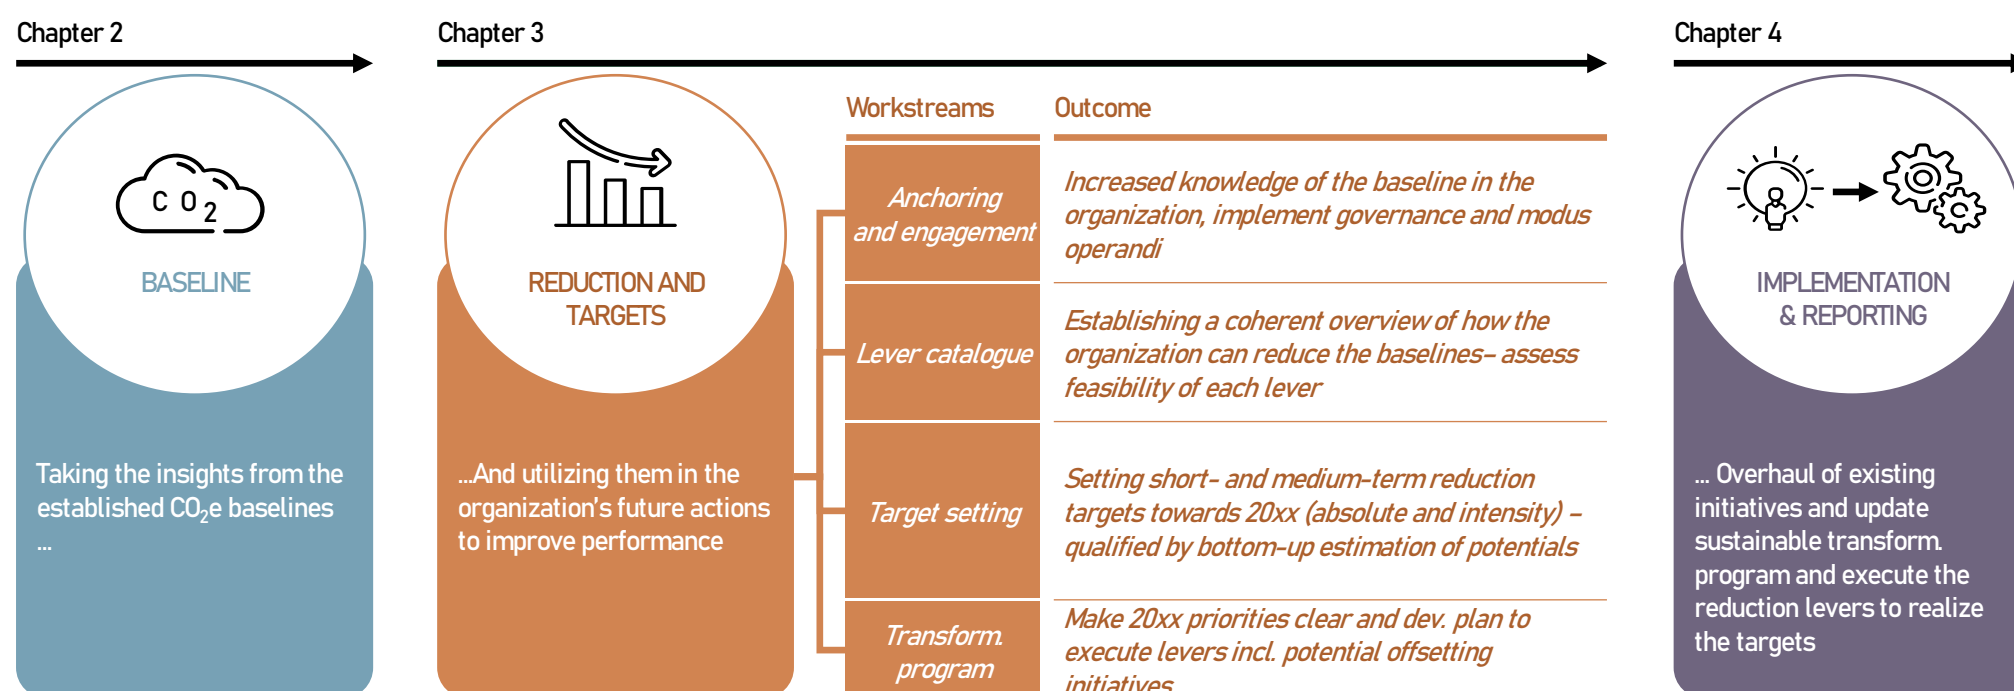 Chapter 2
C O2
BASELINE
Taking the insights from the
established CO₂e baselines
...
Chapter 3
REDUCTION AND
TARGETS
...And utilizing them in the
organization's future actions
to improve performance
Workstreams
Outcome
Anchoring
and engagement
Increased knowledge of the baseline in the
organization, implement governance and modus
operandi
Lever catalogue
Establishing a coherent overview of how the
organization can reduce the baselines– assess
feasibility of each lever
Target setting
Setting short- and medium-term reduction
targets towards 20xx (absolute and intensity) –
qualified by bottom-up estimation of potentials
Transform.
program
Make 20xx priorities clear and dev. plan to
execute levers incl. potential offsetting
initiatives
Chapter 4
IMPLEMENTATION
& REPORTING
... Overhaul of existing
initiatives and update
sustainable transform.
program and execute the
reduction levers to realize
the targets